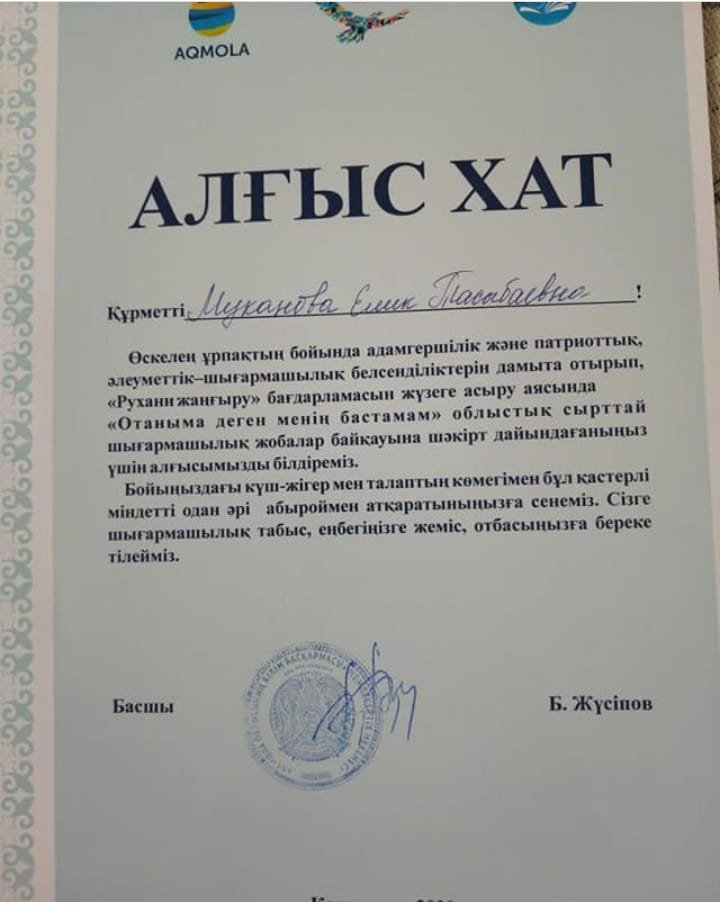 AQMOLA
АЛҒЫС ХАТ
Құрметті Муканова Елик Тасыбаевна !
Өскелең ұрпақтың бойында адамгершілік және патриоттық,
әлеуметтік–шығармашылық белсенділіктерін дамыта отырып,
«Рухани жаңғыру» бағдарламасын жүзеге асыру аясында
«Отаныма деген менің бастамам» облыстық сырттай
шығармашылық жобалар байқауына шәкірт дайындағаныңыз
үшін алғысымызды білдіреміз.
Бойыңыздағы күш-жігер мен талаптың көмегімен бұл қастерлі
міндетті одан әрі абыроймен атқаратыныңызға сенеміз. Сізге
шығармашылық табыс, еңбегіңізге жеміс, отбасыңызға береке
тілейміз.
Басшы
Б. Жүсіпов